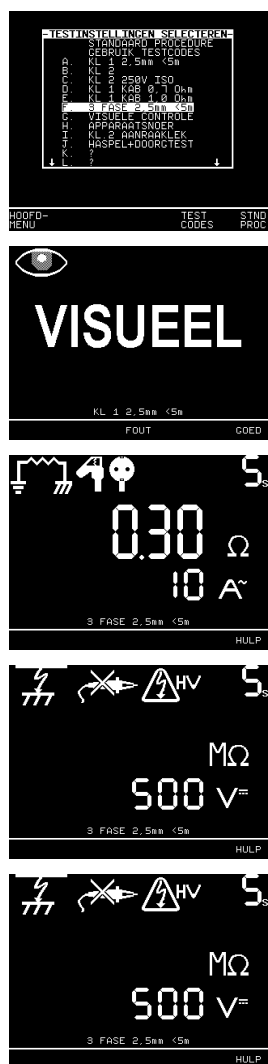 TESTINSTELLINGEN SELECTEREN
STANDAARD PROCEDURE
GEBRUIK TESTCODES
A. KL 1 2,5mm <5m
B. KL 2
C. KL 2 250V ISO
D. KL 1 KAB 0,7 Ohm
E. KL 1 KAB 1,0 Ohm
F. 3 FASE 2,5mm <5m
G. VISUELE CONTROLE
H. APPARAATSNOER
I. KL.2 AANRAAKLEK
J. HASPEL+DOORGTEST
K. ?
L. ?
HOOFD-MENU TEST CODES STND PROC
VISUEEL
KL 1 2,5mm <5m
FOUT GOED
5s
0.30 Ω
10 A~
3 FASE 2,5mm <5m
HULP
HV 5s
MΩ
500 V=
3 FASE 2,5mm <5m
HULP
HV 5s
MΩ
500 V=
3 FASE 2,5mm <5m
HULP